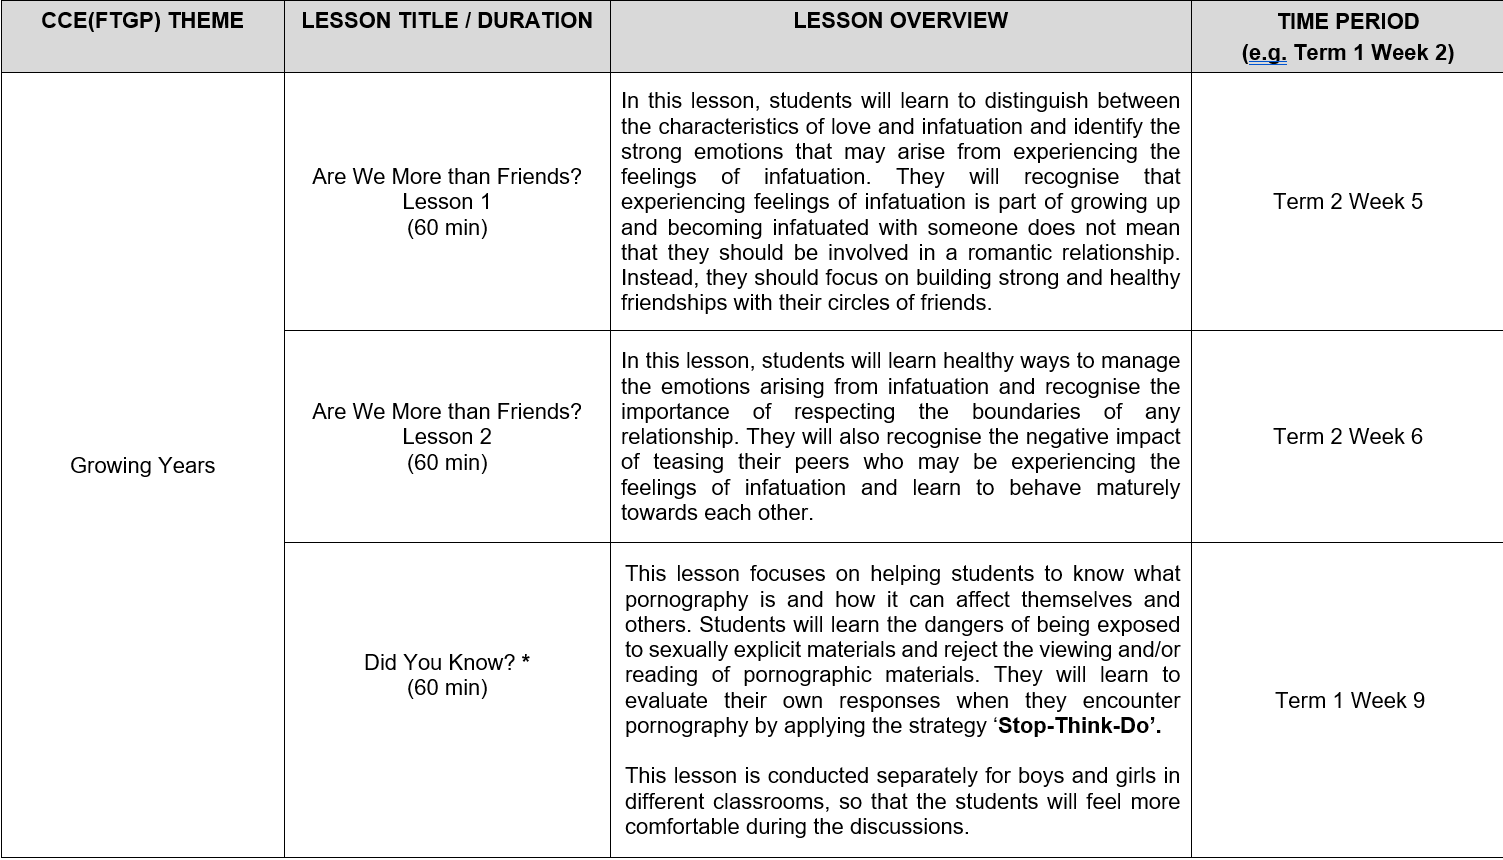 CCE(FTGP) THEME
LESSON TITLE / DURATION
LESSON OVERVIEW
TIME PERIOD
(e.g. Term 1 Week 2)
Growing Years
Are We More than Friends?
Lesson 1
(60 min)
In this lesson, students will learn to distinguish between
the characteristics of love and infatuation and identify the
strong emotions that may arise from experiencing the
feelings of infatuation. They will recognise that
experiencing feelings of infatuation is part of growing up
and becoming infatuated with someone does not mean
that they should be involved in a romantic relationship.
Instead, they should focus on building strong and healthy
friendships with their circles of friends.
Term 2 Week 5
Are We More than Friends?
Lesson 2
(60 min)
In this lesson, students will learn healthy ways to manage
the emotions arising from infatuation and recognise the
importance of respecting the boundaries of any
relationship. They will also recognise the negative impact
of teasing their peers who may be experiencing the
feelings of infatuation and learn to behave maturely
towards each other.
Term 2 Week 6
Did You Know? *
(60 min)
This lesson focuses on helping students to know what
pornography is and how it can affect themselves and
others. Students will learn the dangers of being exposed
to sexually explicit materials and reject the viewing and/or
reading of pornographic materials. They will learn to
evaluate their own responses when they encounter
pornography by applying the strategy ‘Stop-Think-Do’.
This lesson is conducted separately for boys and girls in
different classrooms, so that the students will feel more
comfortable during the discussions.
Term 1 Week 9